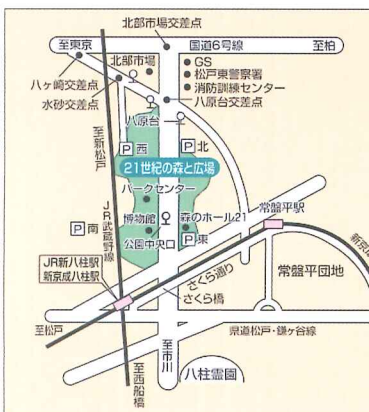 北部市場交差点
至東京
国道6号線
至柏
北部市場
GS
松戸東警察署
消防訓練センター
八ヶ崎交差点
水砂交差点
八原台交差点
八原台
P 西
P 北
至新松戸
21世紀の森と広場
パークセンター
JR武蔵野線
博物館
森のホール21
常盤平駅
P 南
公園中央口
P 東
JR新八柱駅
新京成八柱駅
さくら通り
常盤平団地
新京成
さくら橋
至松戸
県道松戸・鎌ヶ谷線
至市川
至西船橋
八柱霊園